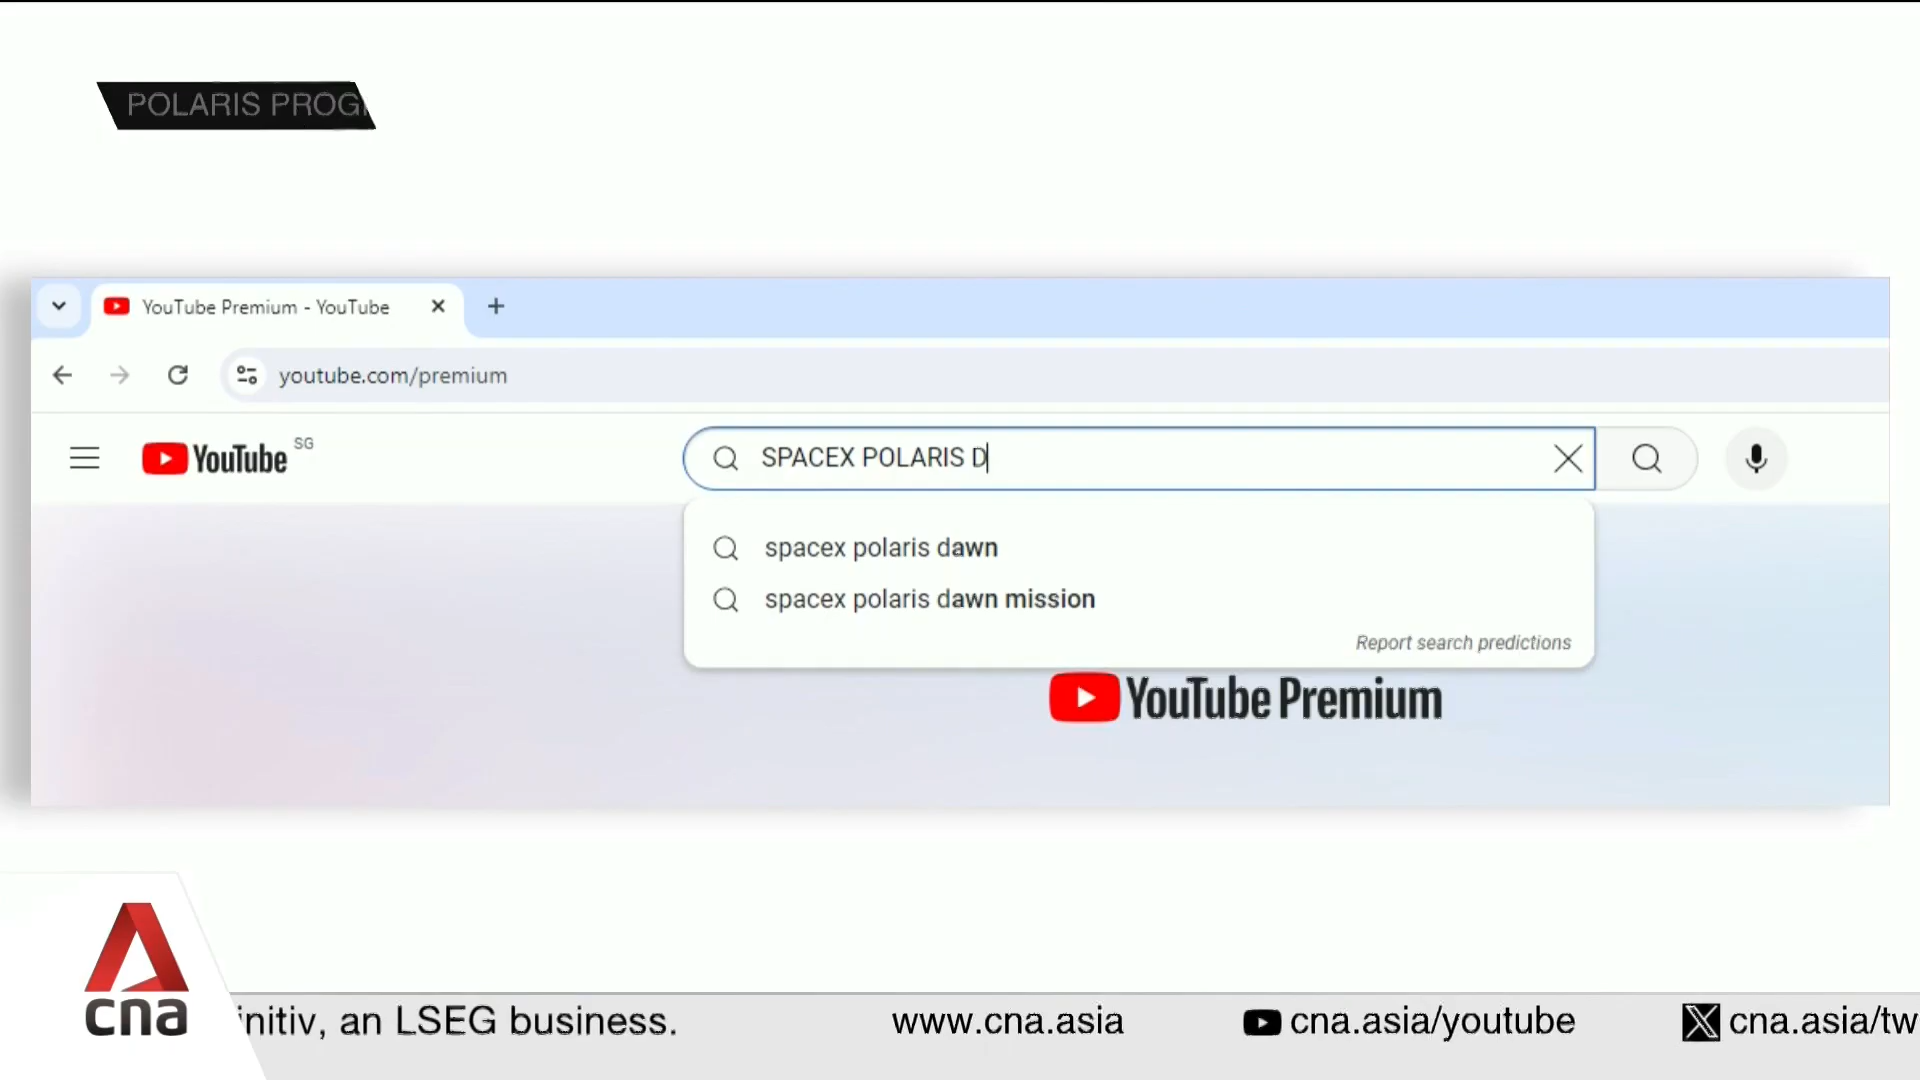 POLARIS PROG
YouTube Premium - YouTube
youtube.com/premium
YouTube SG
SPACEX POLARIS D
spacex polaris dawn
spacex polaris dawn mission
Report search predictions
YouTube Premium
cna
initiv, an LSEG business. www.cna.asia cna.asia/youtube cna.asia/tw